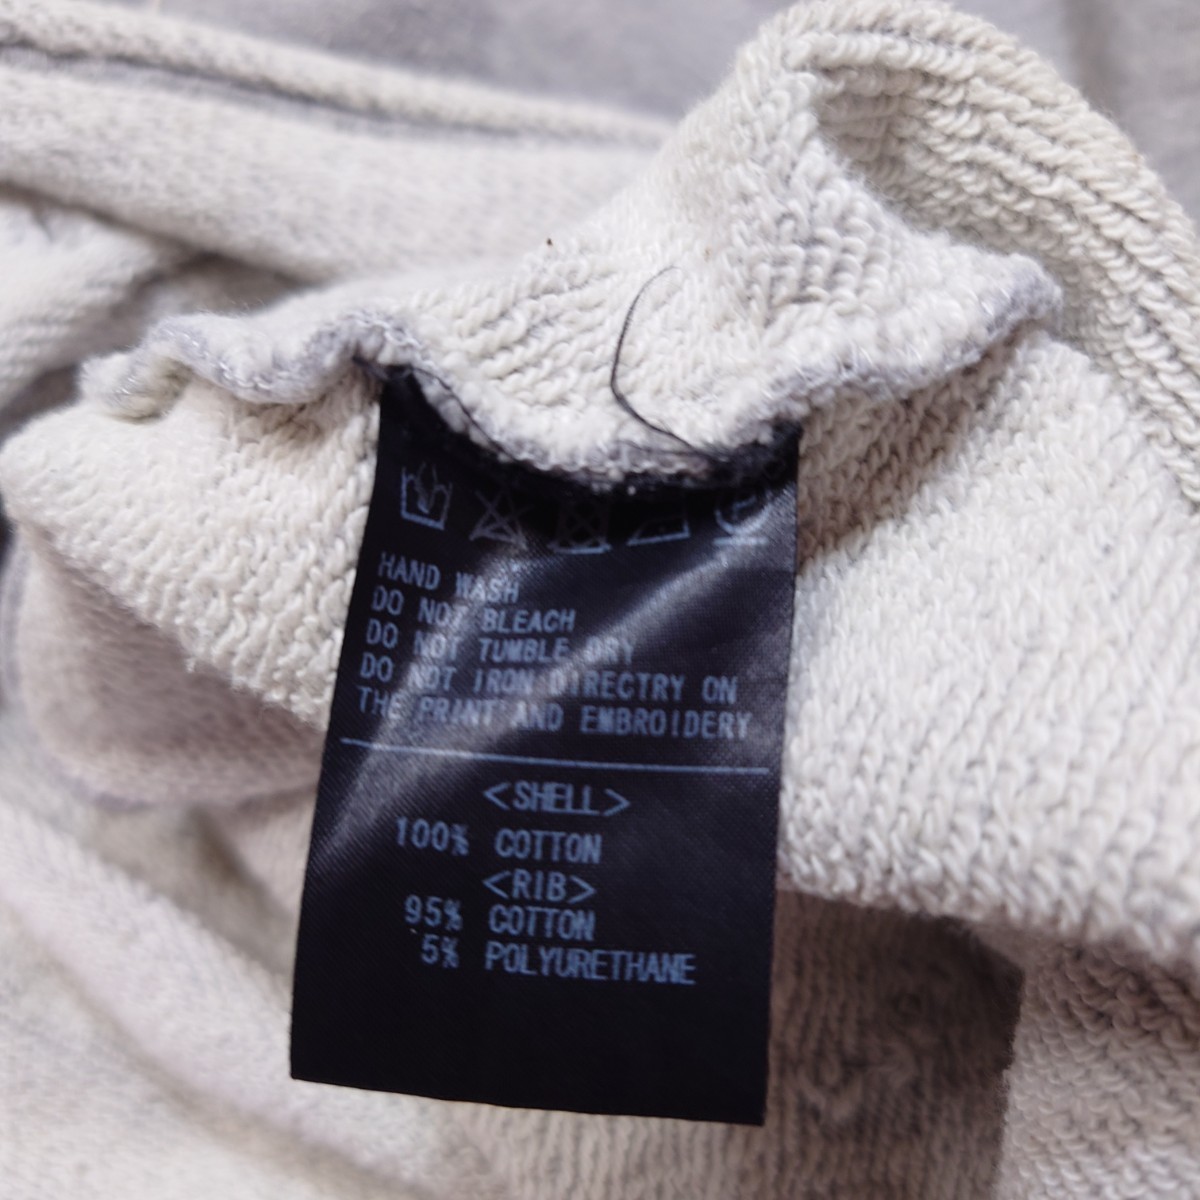 HAND WASH
DO NOT BLEACH
DO NOT TUMBLE DRY
DO NOT IRON DIRECTRY ON
THE PRINT AND EMBROIDERY
<SHELL>
100% COTTON
<RIB>
95% COTTON
5% POLYURETHANE